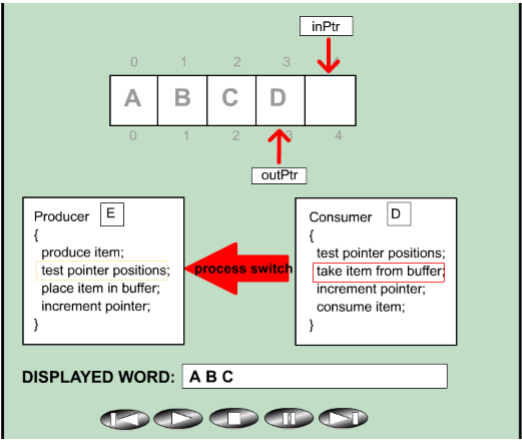 inPtr
0 1 2 3 4
A B C D
0 1 2 3 4
outPtr
Producer E
{
produce item;
test pointer positions;
place item in buffer;
increment pointer;
}
process switch
Consumer D
{
test pointer positions;
take item from buffer;
increment pointer;
consume item;
}
DISPLAYED WORD: A B C